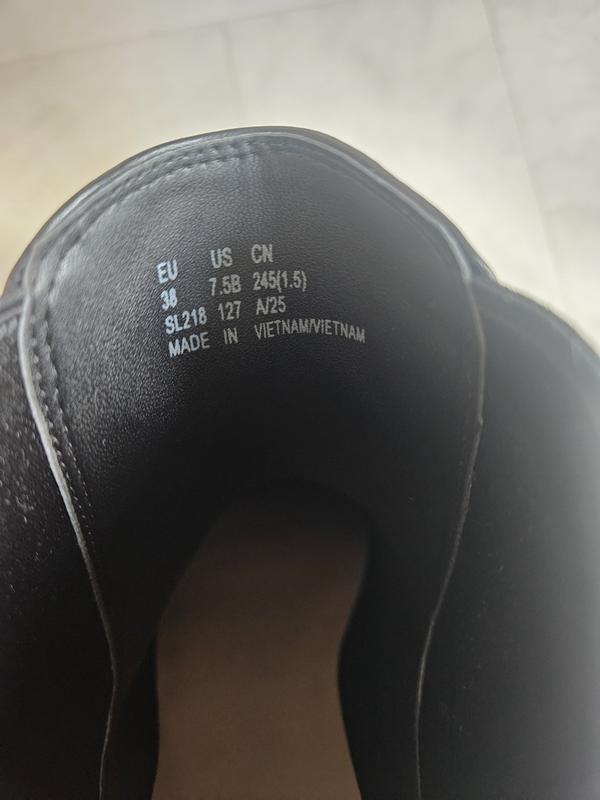 EU US CN
38 7.5B 245(1.5)
SL218 127 A/25
MADE IN VIETNAM/VIETNAM